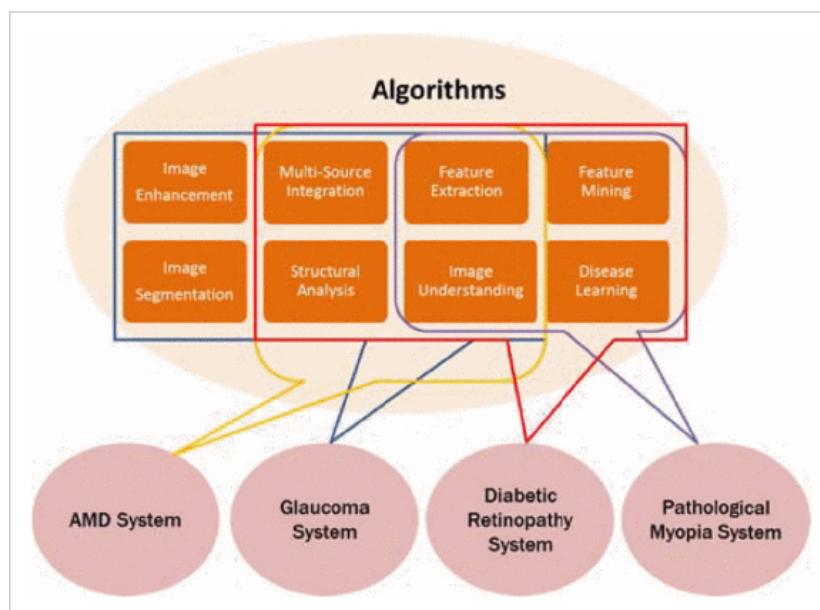 Algorithms
Image
Enhancement
Multi-Source
Integration
Feature
Extraction
Feature
Mining
Image
Segmentation
Structural
Analysis
Image
Understanding
Disease
Learning
AMD System
Glaucoma
System
Diabetic
Retinopathy
System
Pathological
Myopia System